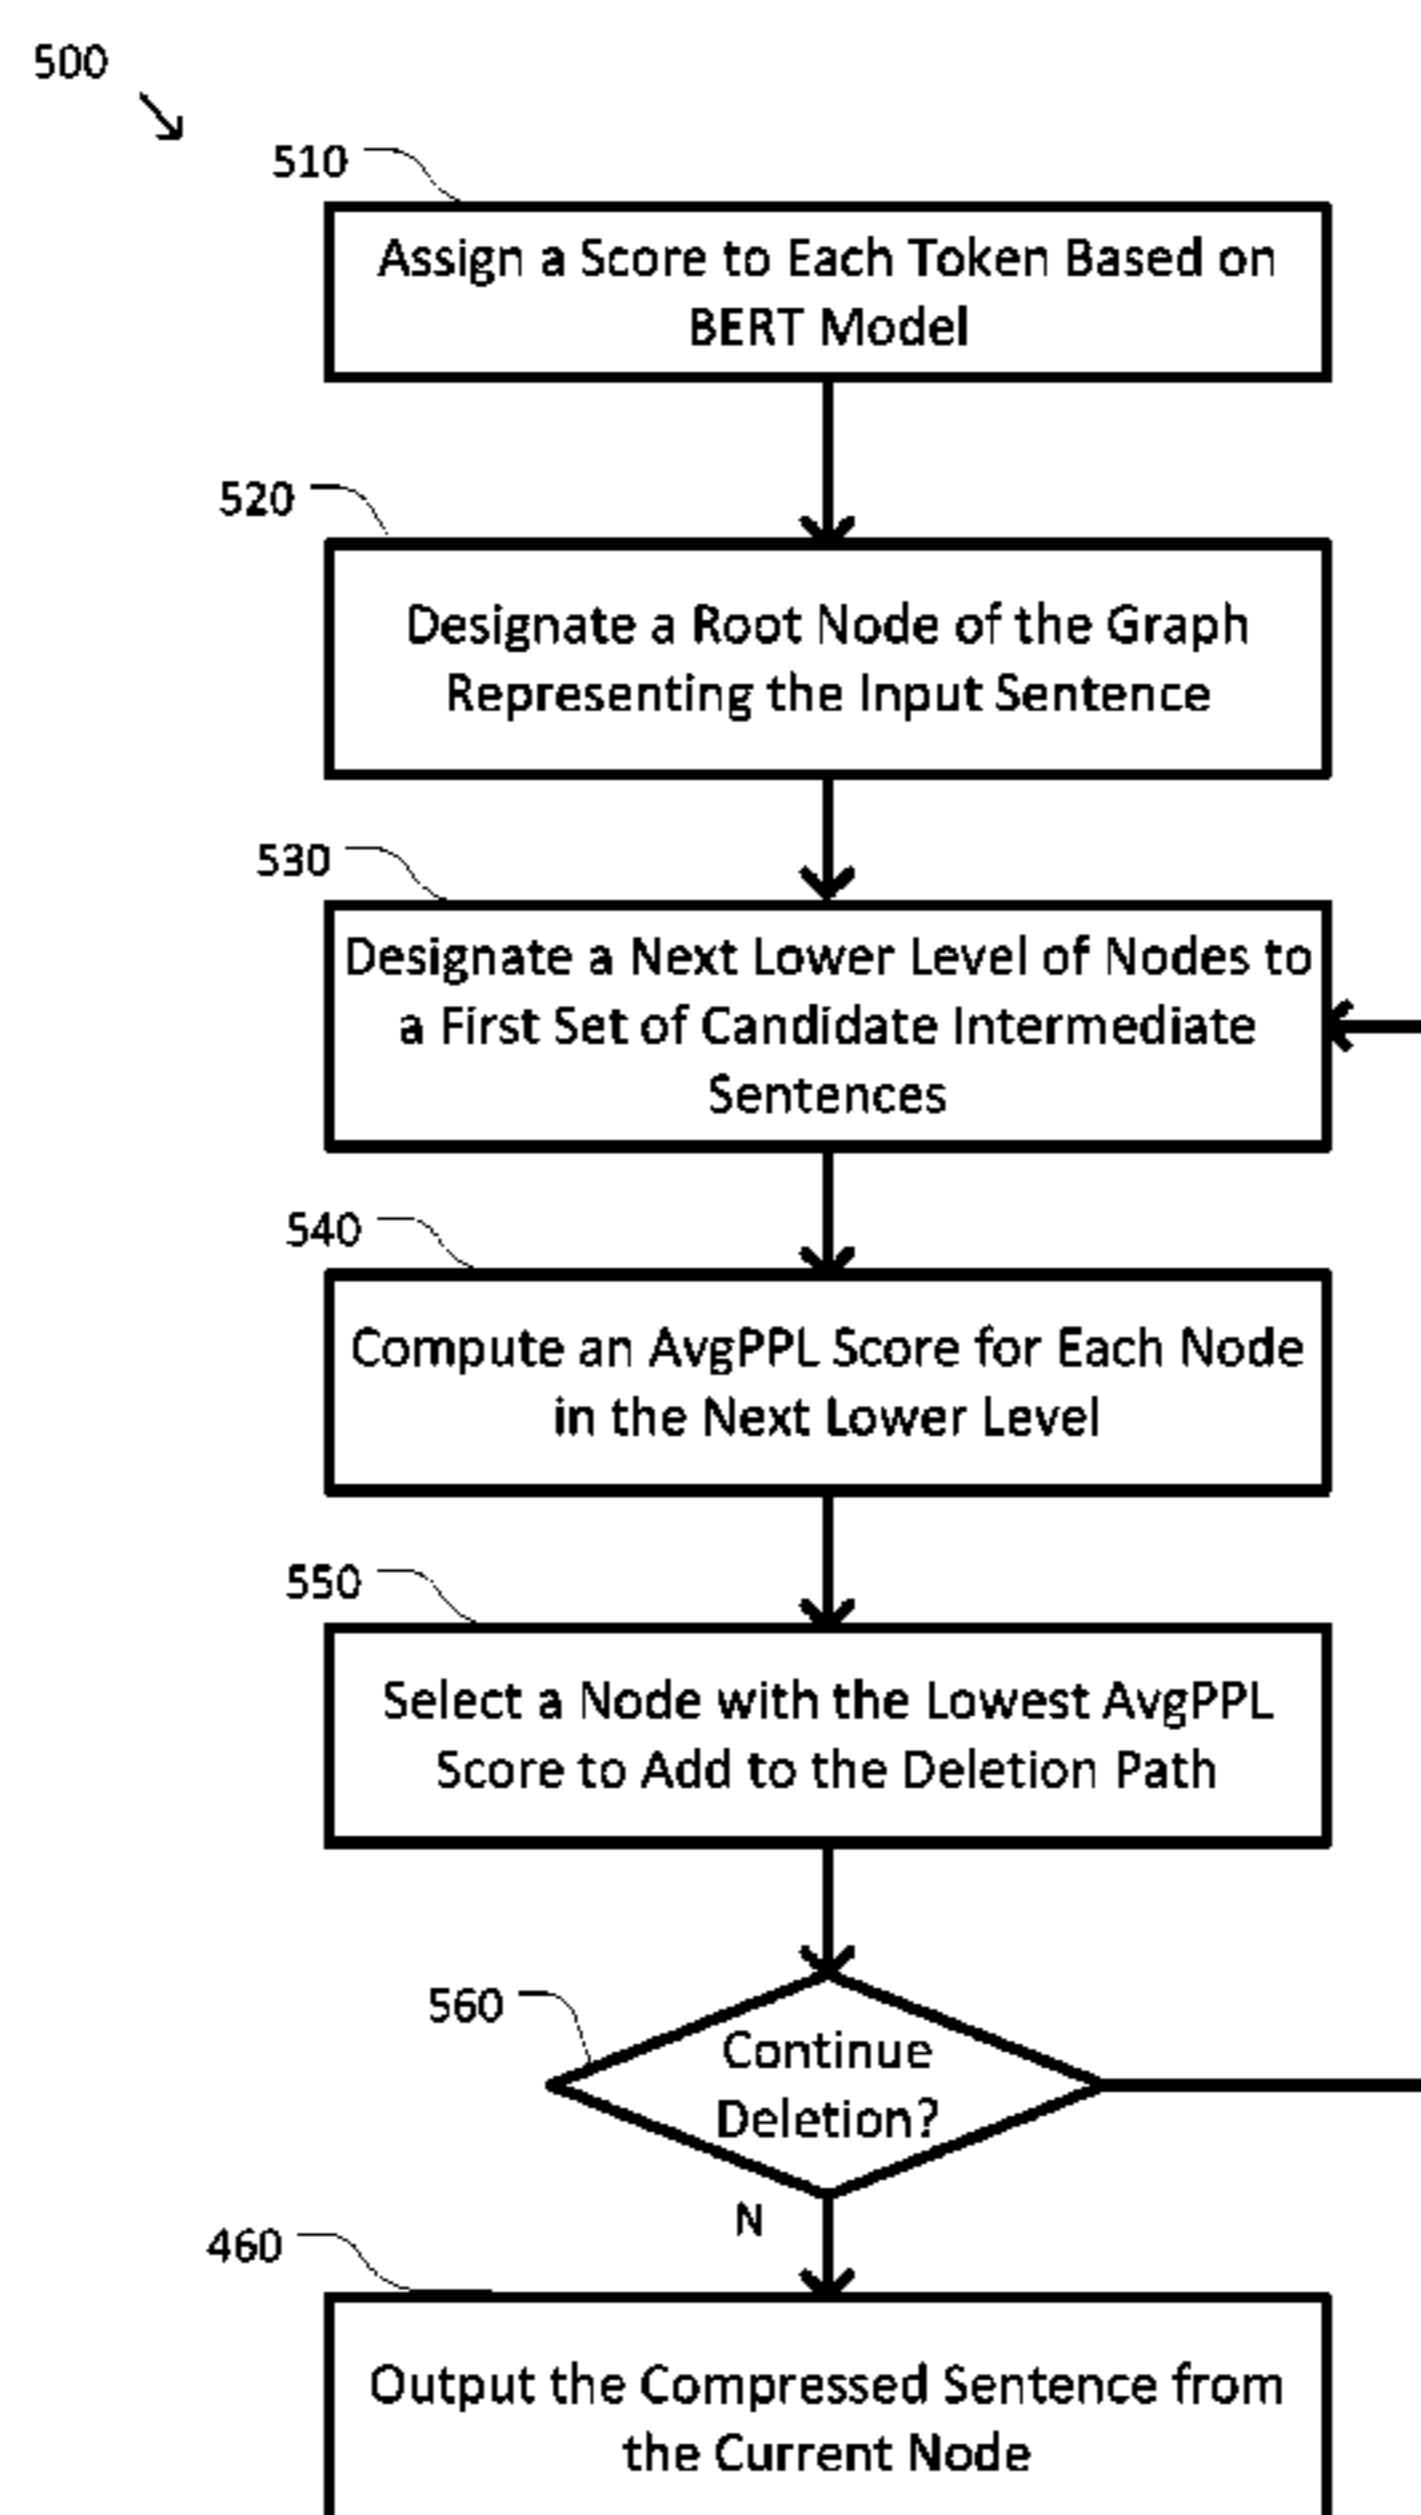 500
510
Assign a Score to Each Token Based on
BERT Model
520
Designate a Root Node of the Graph
Representing the Input Sentence
530
Designate a Next Lower Level of Nodes to
a First Set of Candidate Intermediate
Sentences
540
Compute an AvgPPL Score for Each Node
in the Next Lower Level
550
Select a Node with the Lowest AvgPPL
Score to Add to the Deletion Path
560
Continue
Deletion?
N
460
Output the Compressed Sentence from
the Current Node